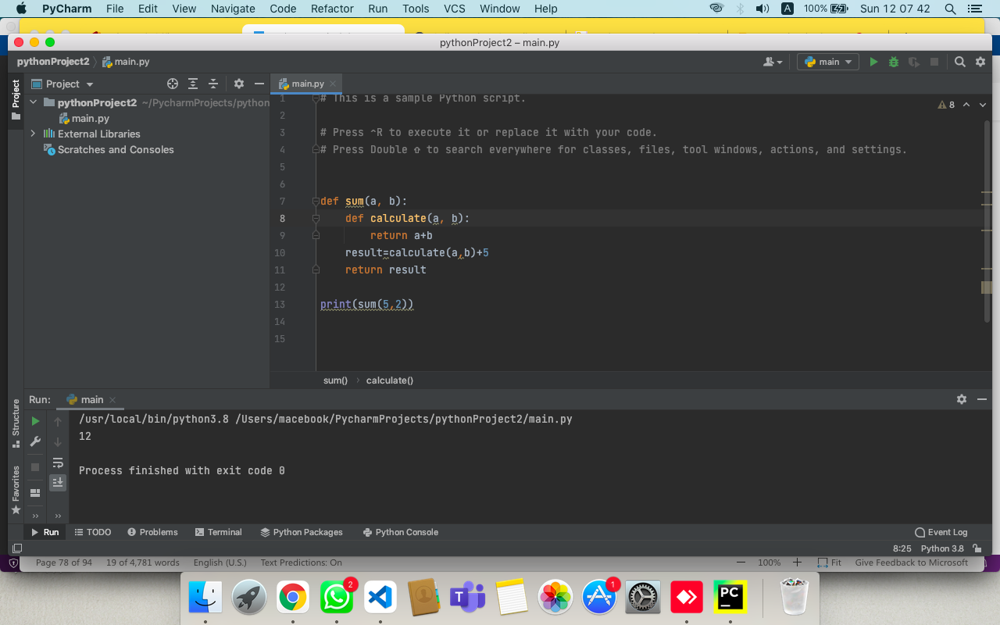 PyCharm File Edit View Navigate Code Refactor Run Tools VCS Window Help A 100% Sun 12 07 42
pythonProject2 – main.py
pythonProject2 main.py main
Project
Project main.py
pythonProject2 ~/PycharmProjects/python
main.py
External Libraries
Scratches and Consoles
8
1 # This is a sample Python script.
2
3 # Press ⌃R to execute it or replace it with your code.
4 # Press Double ⇧ to search everywhere for classes, files, tool windows, actions, and settings.
5
6
7 def sum(a, b):
8     def calculate(a, b):
9         return a+b
10     result=calculate(a,b)+5
11     return result
12
13 print(sum(5,2))
14
15
sum() calculate()
Run: main
Structure
Favorites
/usr/local/bin/python3.8 /Users/macebook/PycharmProjects/pythonProject2/main.py
12
Process finished with exit code 0
Run TODO Problems Terminal Python Packages Python Console Event Log
8:25 Python 3.8
Page 78 of 94 19 of 4,781 words English (U.S.) Text Predictions: On 100% Fit Give Feedback to Microsoft
2 1
T PC